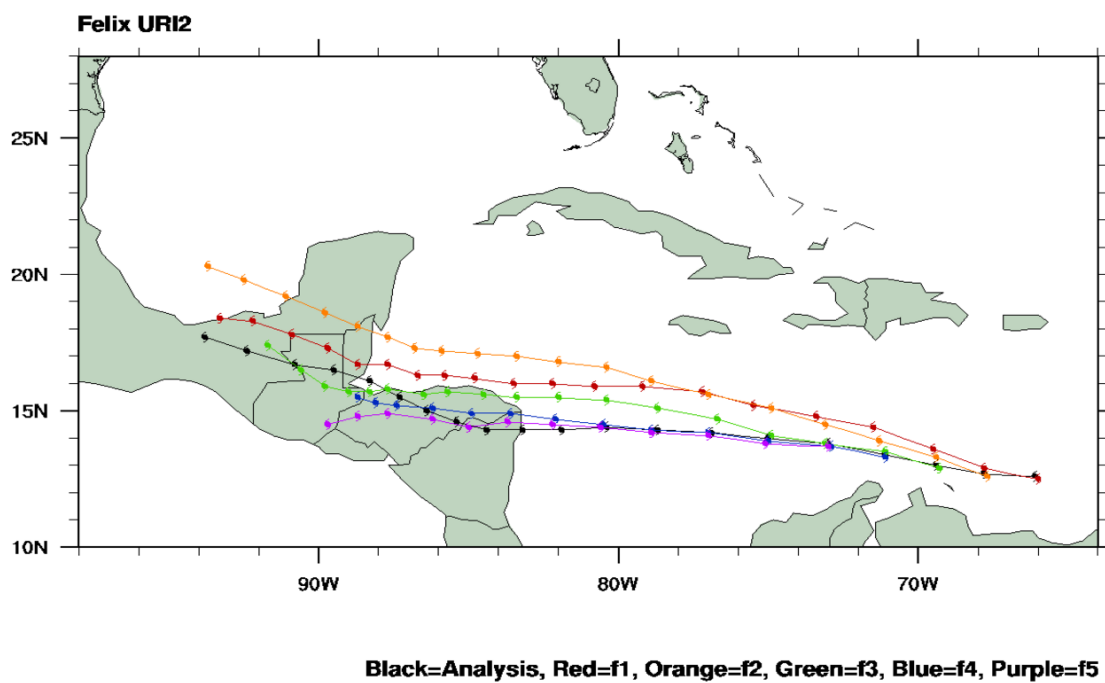 Felix URI2
25N
20N
15N
10N
90W
80W
70W
Black=Analysis, Red=f1, Orange=f2, Green=f3, Blue=f4, Purple=f5